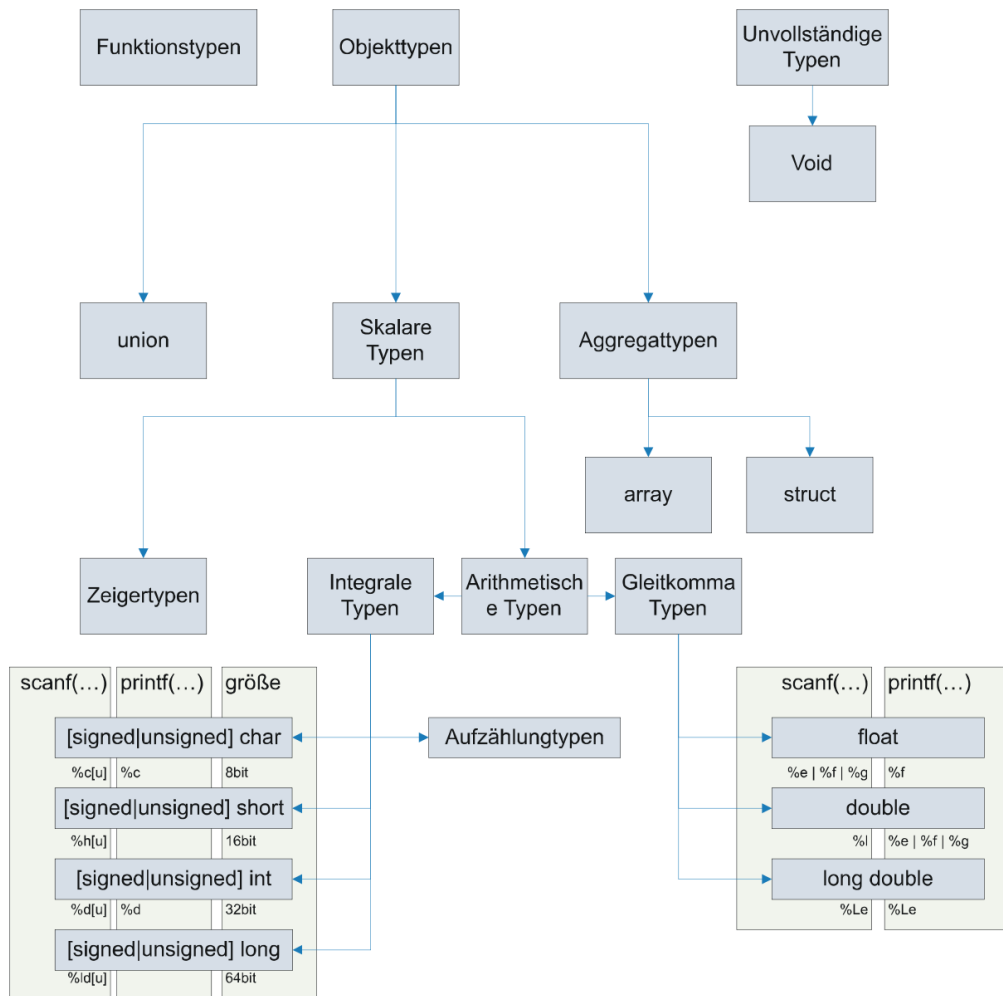 Funktionstypen
Objekttypen
Unvollständige
Typen
Void
union
Skalare
Typen
Aggregattypen
array
struct
Zeigertypen
Integrale
Typen
Arithmetisch
e Typen
Gleitkomma
Typen
scanf(...) printf(...) größe
[signed|unsigned] char
%c[u] %c 8bit
[signed|unsigned] short
%h[u] 16bit
[signed|unsigned] int
%d[u] %d 32bit
[signed|unsigned] long
%ld[u] 64bit
Aufzählungtypen
scanf(...) printf(...)
float
%e | %f | %g %f
double
%l %e | %f | %g
long double
%Le %Le